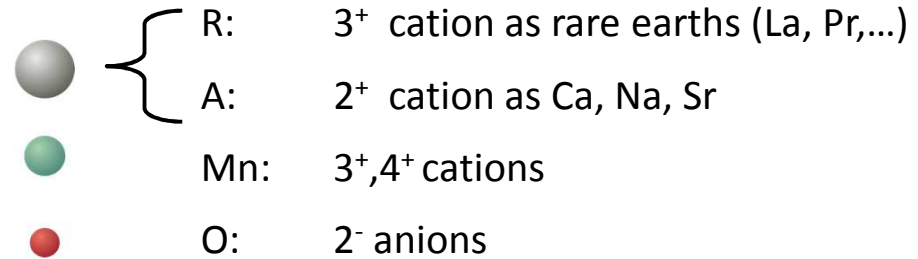 R: 3⁺ cation as rare earths (La, Pr,...)
A: 2⁺ cation as Ca, Na, Sr
Mn: 3⁺,4⁺ cations
O: 2⁻ anions